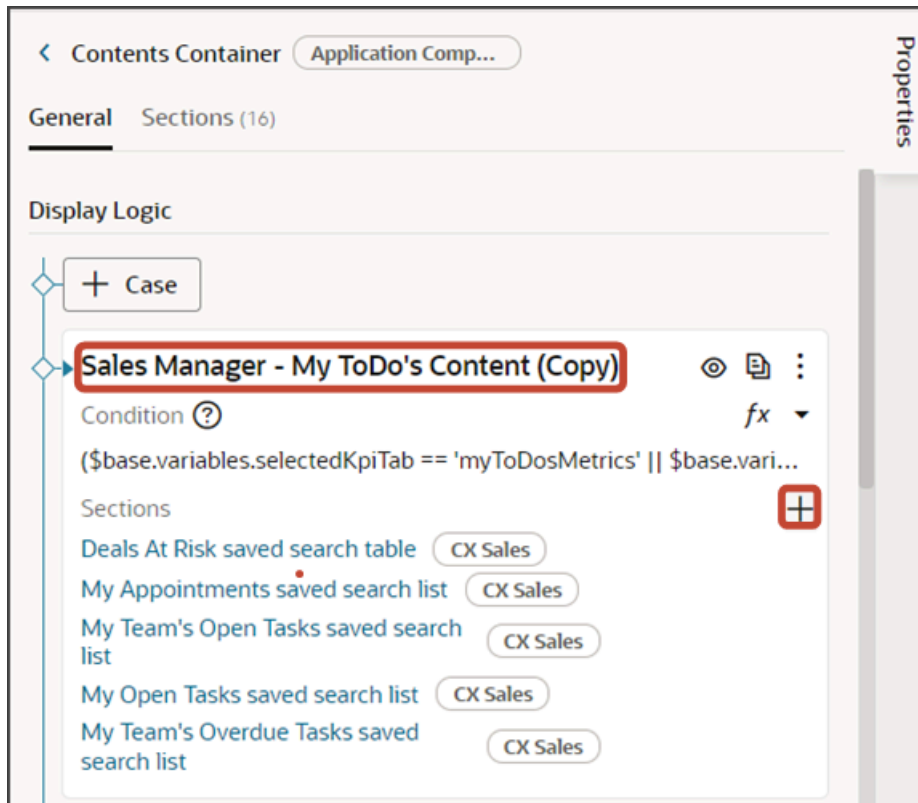 Contents Container Application Comp...
Properties
General Sections (16)
Display Logic
+ Case
Sales Manager - My ToDo's Content (Copy)
Condition ? fx
($base.variables.selectedKpiTab == 'myToDosMetrics' || $base.vari...
Sections +
Deals At Risk saved search table CX Sales
My Appointments saved search list CX Sales
My Team's Open Tasks saved search
list CX Sales
My Open Tasks saved search list CX Sales
My Team's Overdue Tasks saved
search list CX Sales